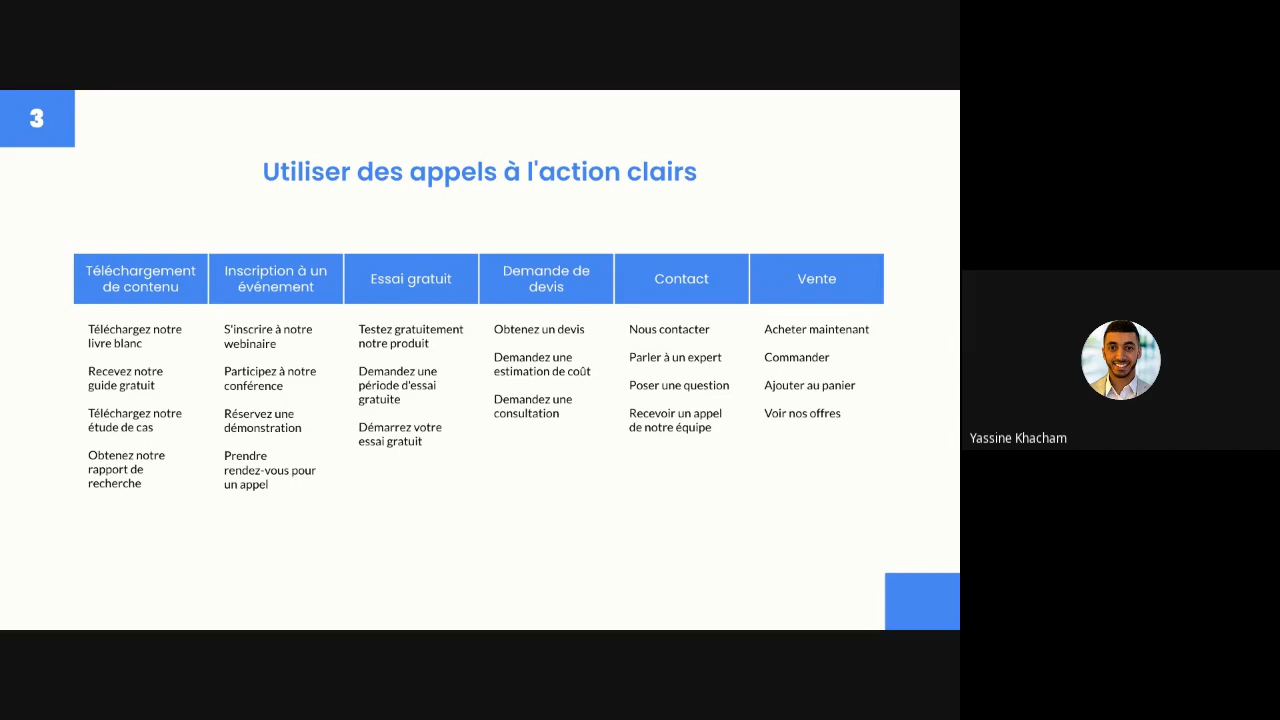 3
Utiliser des appels à l'action clairs
Téléchargement
de contenu
Inscription à un
événement
Essai gratuit
Demande de
devis
Contact
Vente
Téléchargez notre
livre blanc
Recevez notre
guide gratuit
Téléchargez notre
étude de cas
Obtenez notre
rapport de
recherche
S'inscrire à notre
webinaire
Participez à notre
conférence
Réservez une
démonstration
Prendre
rendez-vous pour
un appel
Testez gratuitement
notre produit
Demandez une
période d'essai
gratuite
Démarrez votre
essai gratuit
Obtenez un devis
Demandez une
estimation de coût
Demandez une
consultation
Nous contacter
Parler à un expert
Poser une question
Recevoir un appel
de notre équipe
Acheter maintenant
Commander
Ajouter au panier
Voir nos offres
Yassine Khacham